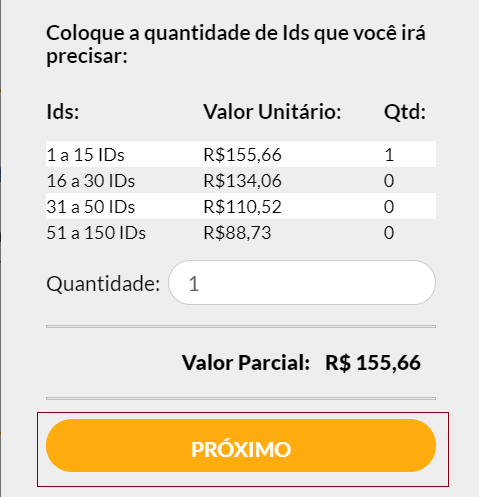 Coloque a quantidade de Ids que você irá
precisar:
Ids: Valor Unitário: Qtd:
1 a 15 IDs R$155,66 1
16 a 30 IDs R$134,06 0
31 a 50 IDs R$110,52 0
51 a 150 IDs R$88,73 0
Quantidade: 1
Valor Parcial: R$ 155,66
PRÓXIMO